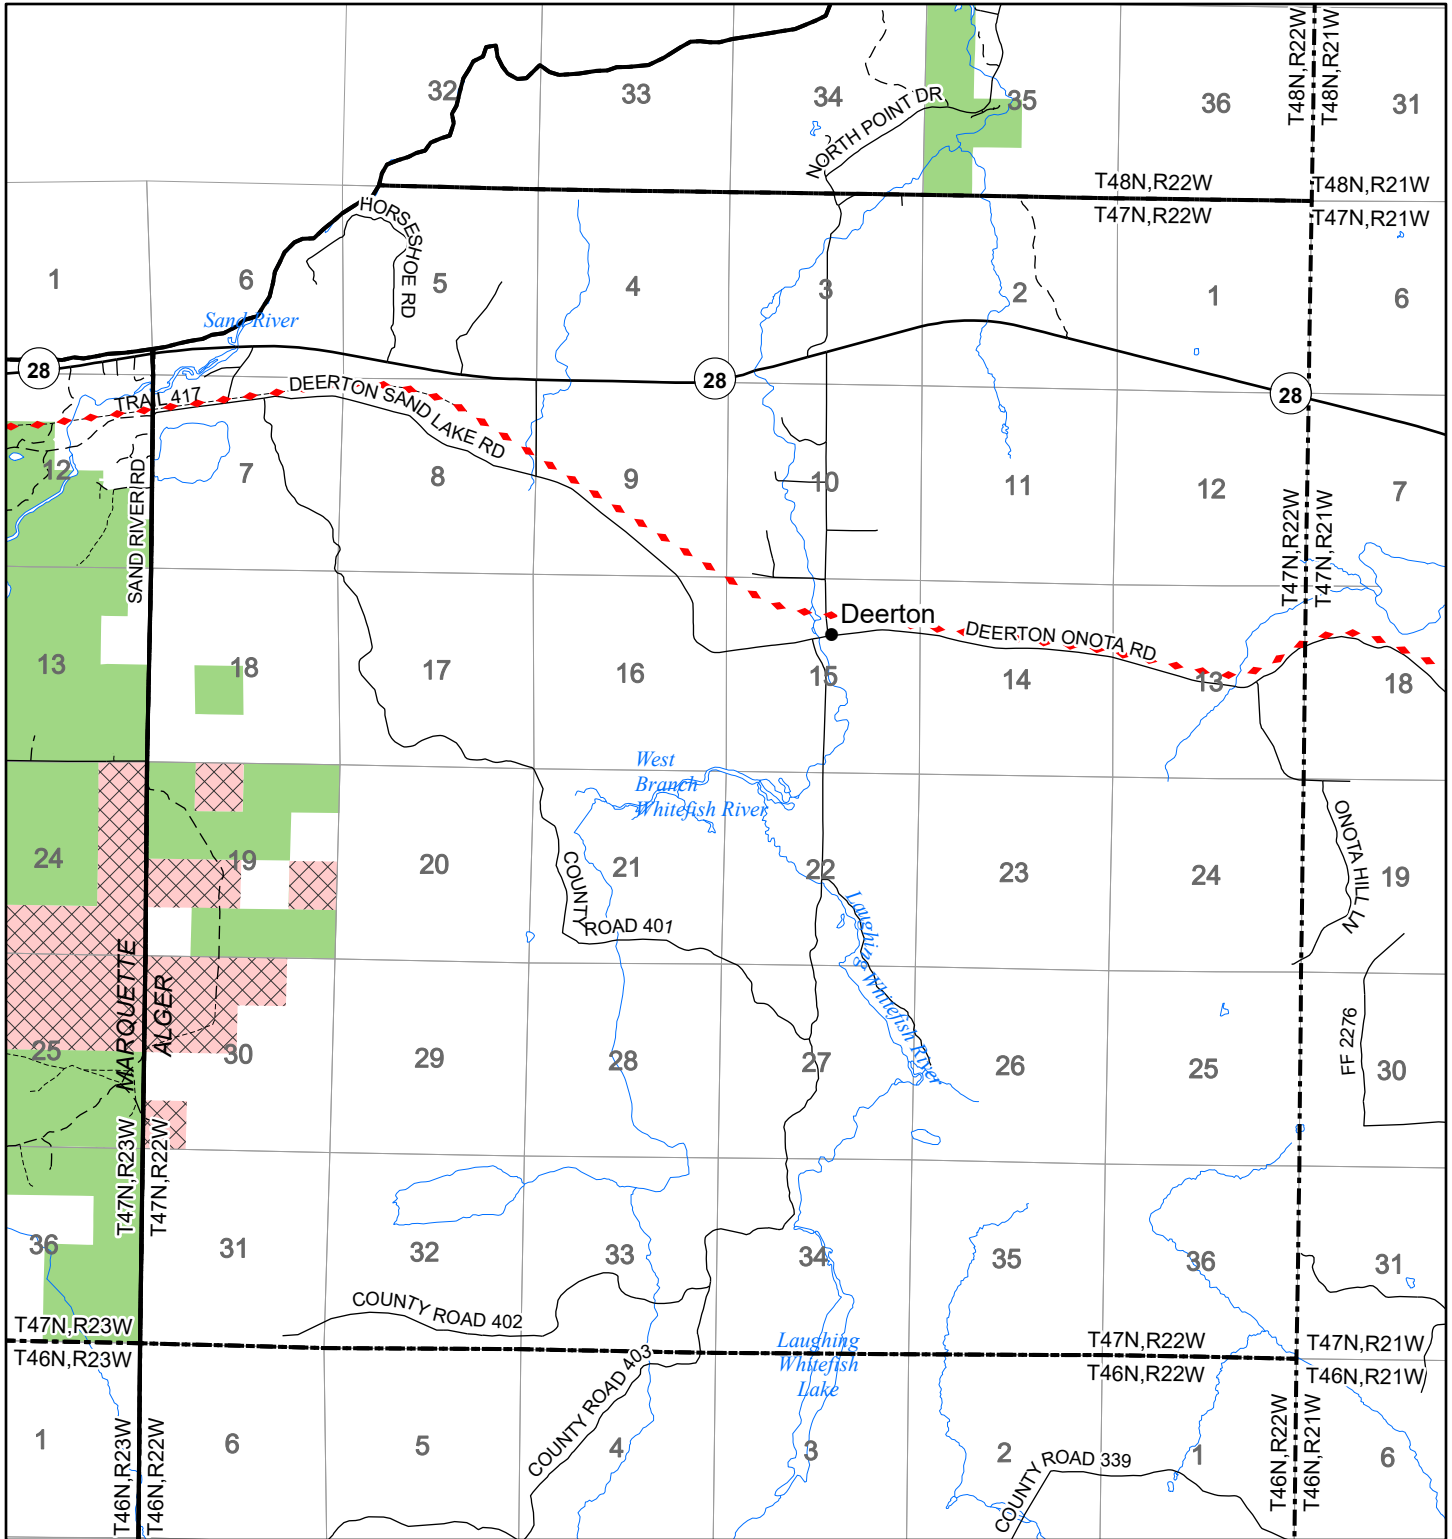 32
33
34
35
36
31
NORTH POINT DR
T48N,R22W
T48N,R21W
T48N,R22W
T48N,R21W
T47N,R22W
T47N,R21W
HORSESHOE RD
1
6
5
4
3
2
1
6
Sand River
28
28
28
TRAIL 417
DEERTON SAND LAKE RD
12
7
8
9
10
11
12
7
SAND RIVER RD
T47N,R22W
T47N,R21W
Deerton
DEERTON ONOTA RD
13
18
17
16
15
14
13
18
West
Branch
Whitefish River
24
19
20
21
22
23
24
19
ONOTA HILL LN
COUNTY ROAD 401
Laughing Whitefish River
MARQUETTE
ALGER
25
30
29
28
27
26
25
30
FF 2276
T47N,R23W
T47N,R22W
36
31
32
33
34
35
36
31
COUNTY ROAD 402
T47N,R23W
T46N,R23W
Laughing
Whitefish
Lake
T47N,R22W
T47N,R21W
T46N,R22W
T46N,R21W
COUNTY ROAD 403
T46N,R23W
T46N,R22W
1
6
5
4
3
2
1
6
COUNTY ROAD 339
T46N,R22W
T46N,R21W